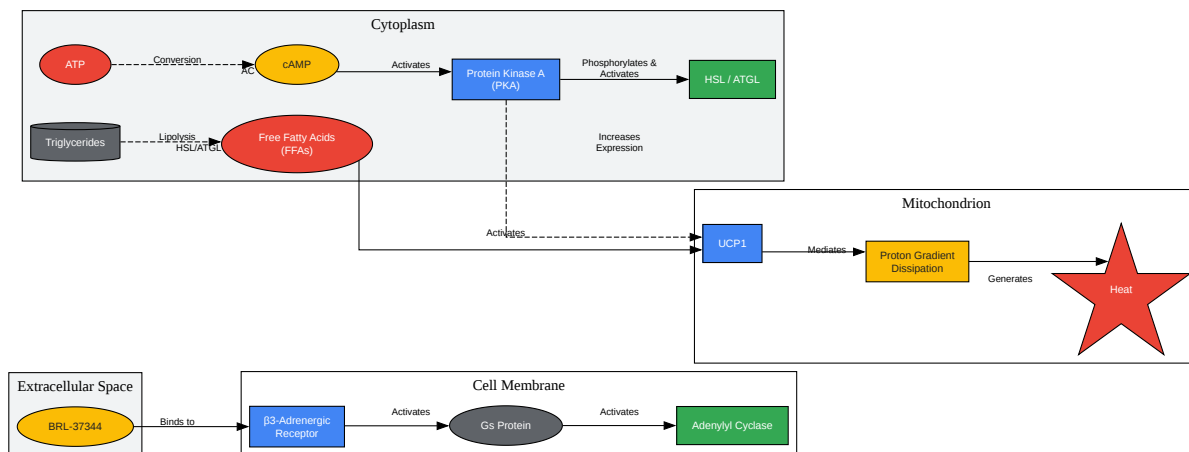 Cytoplasm
ATP
Conversion
AC
cAMP
Activates
Protein Kinase A
(PKA)
Phosphorylates &
Activates
HSL / ATGL
Triglycerides
Lipolysis
HSL/ATGL
Free Fatty Acids
(FFAs)
Increases
Expression
Activates
Mitochondrion
UCP1
Mediates
Proton Gradient
Dissipation
Generates
Heat
Extracellular Space
BRL-37344
Binds to
Cell Membrane
β3-Adrenergic
Receptor
Activates
Gs Protein
Activates
Adenylyl Cyclase